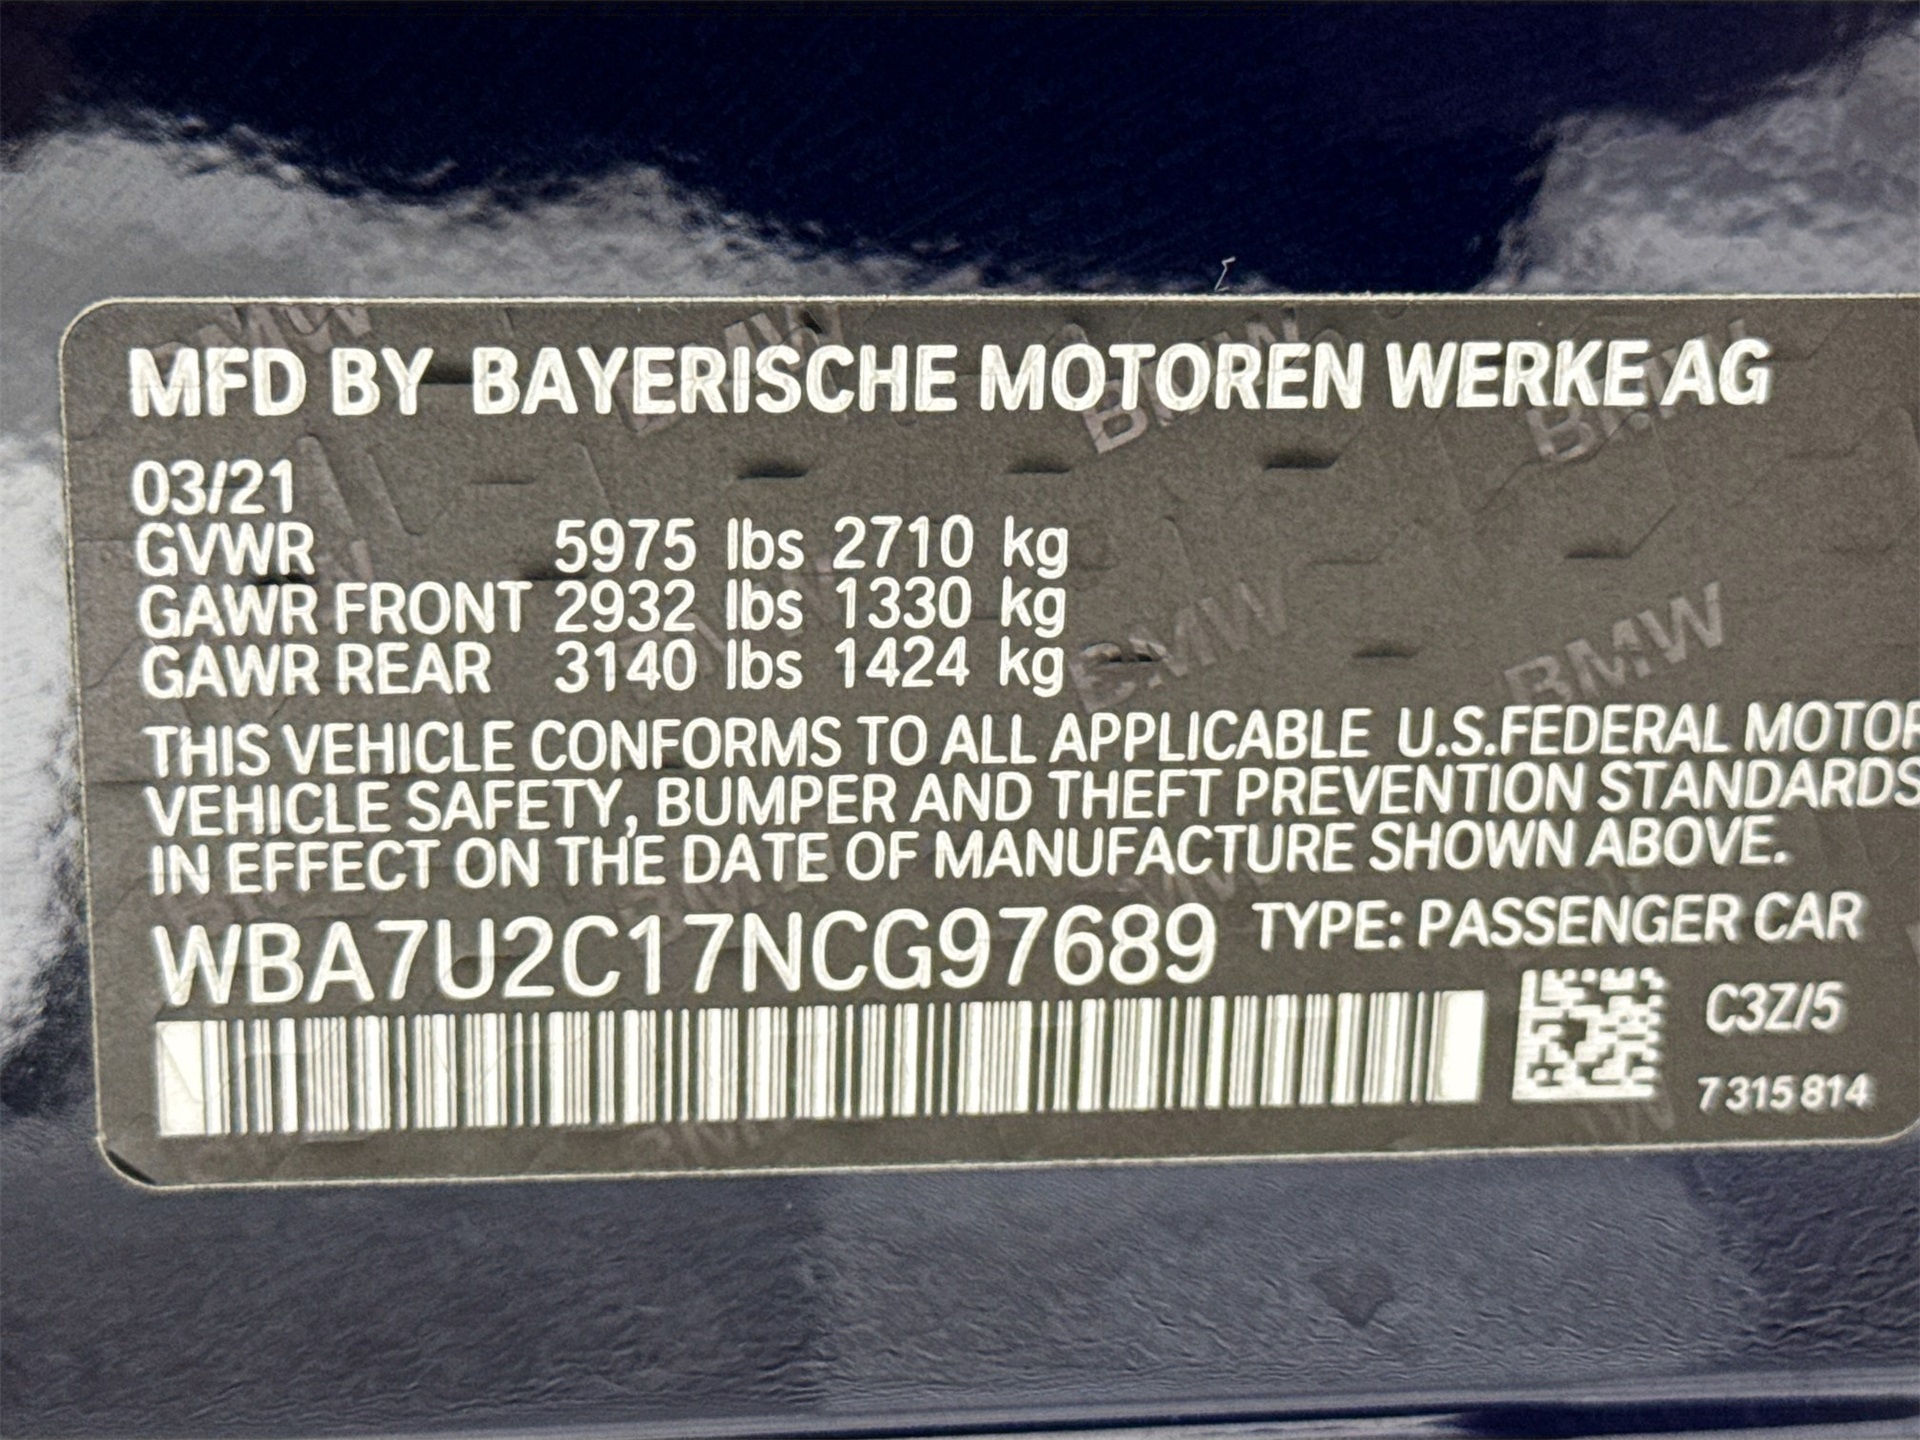 MFD BY BAYERISCHE MOTOREN WERKE AG
03/21
GVWR 5975 lbs 2710 kg
GAWR FRONT 2932 lbs 1330 kg
GAWR REAR 3140 lbs 1424 kg
THIS VEHICLE CONFORMS TO ALL APPLICABLE U.S.FEDERAL MOTOR
VEHICLE SAFETY, BUMPER AND THEFT PREVENTION STANDARDS
IN EFFECT ON THE DATE OF MANUFACTURE SHOWN ABOVE.
WBA7U2C17NCG97689 TYPE: PASSENGER CAR
C3Z/5
7 315 814